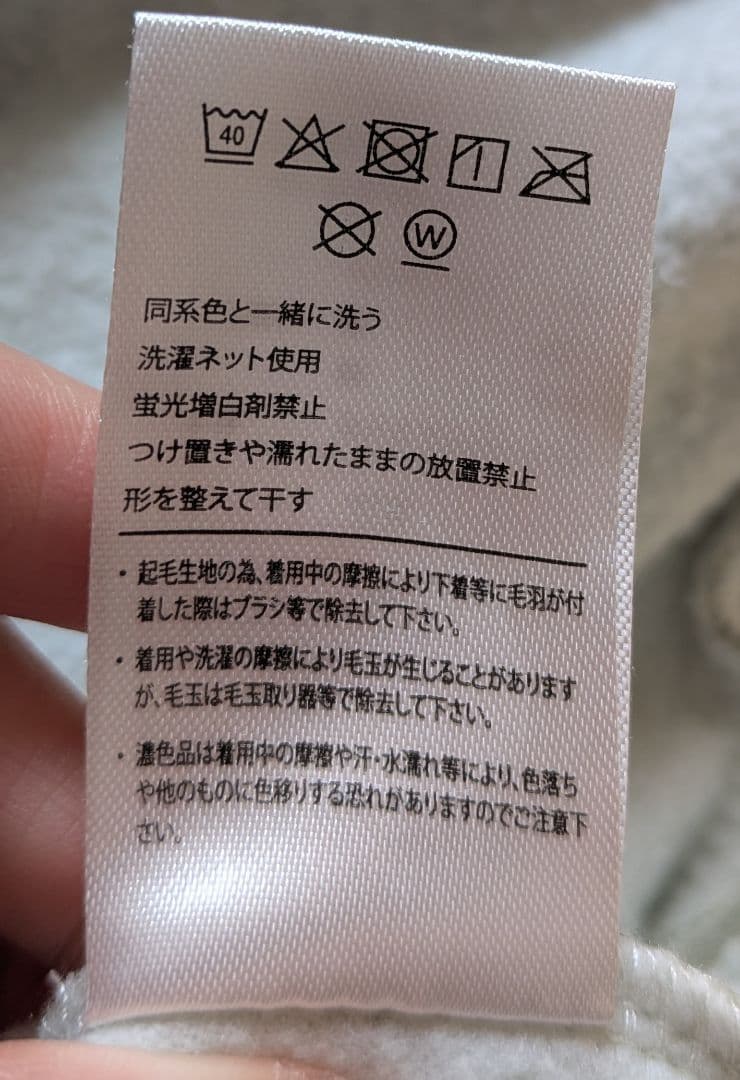 40
W
同系色と一緒に洗う
洗濯ネット使用
蛍光増白剤禁止
つけ置きや濡れたままの放置禁止
形を整えて干す
・起毛生地の為、着用中の摩擦により下着等に毛羽が付
着した際はブラシ等で除去して下さい。
・着用や洗濯の摩擦により毛玉が生じることがあります
が、毛玉は毛玉取り器等で除去して下さい。
・濃色品は着用中の摩擦や汗・水濡れ等により、色落ち
や他のものに色移りする恐れがありますのでご注意下
さい。